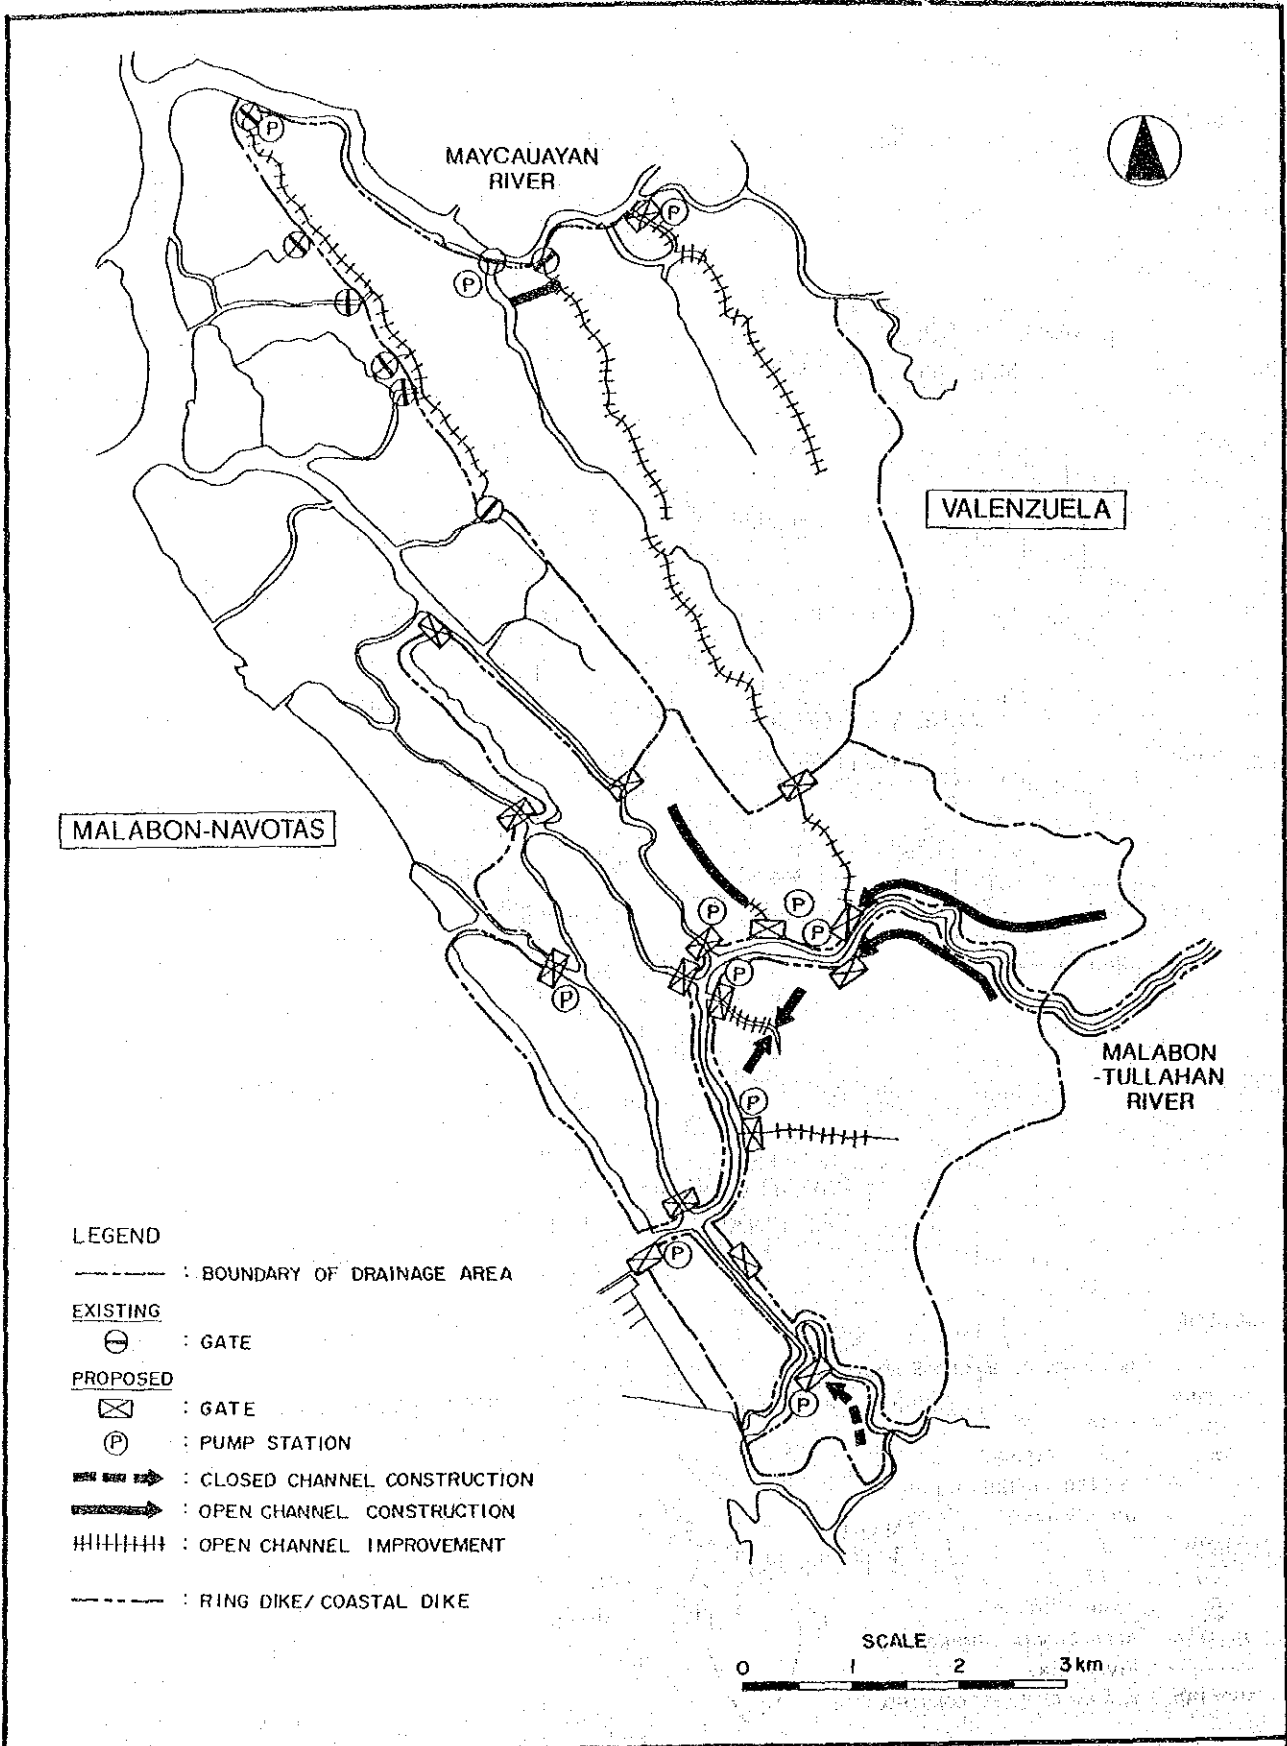 MAYCAUAYAN
RIVER
P
P
P
VALENZUELA
MALABON-NAVOTAS
P
P
P
P
P
MALABON
-TULLAHAN
RIVER
P
P
P
LEGEND
: BOUNDARY OF DRAINAGE AREA
EXISTING
: GATE
PROPOSED
: GATE
P : PUMP STATION
: CLOSED CHANNEL CONSTRUCTION
: OPEN CHANNEL CONSTRUCTION
: OPEN CHANNEL IMPROVEMENT
: RING DIKE/COASTAL DIKE
SCALE
0 1 2 3 km